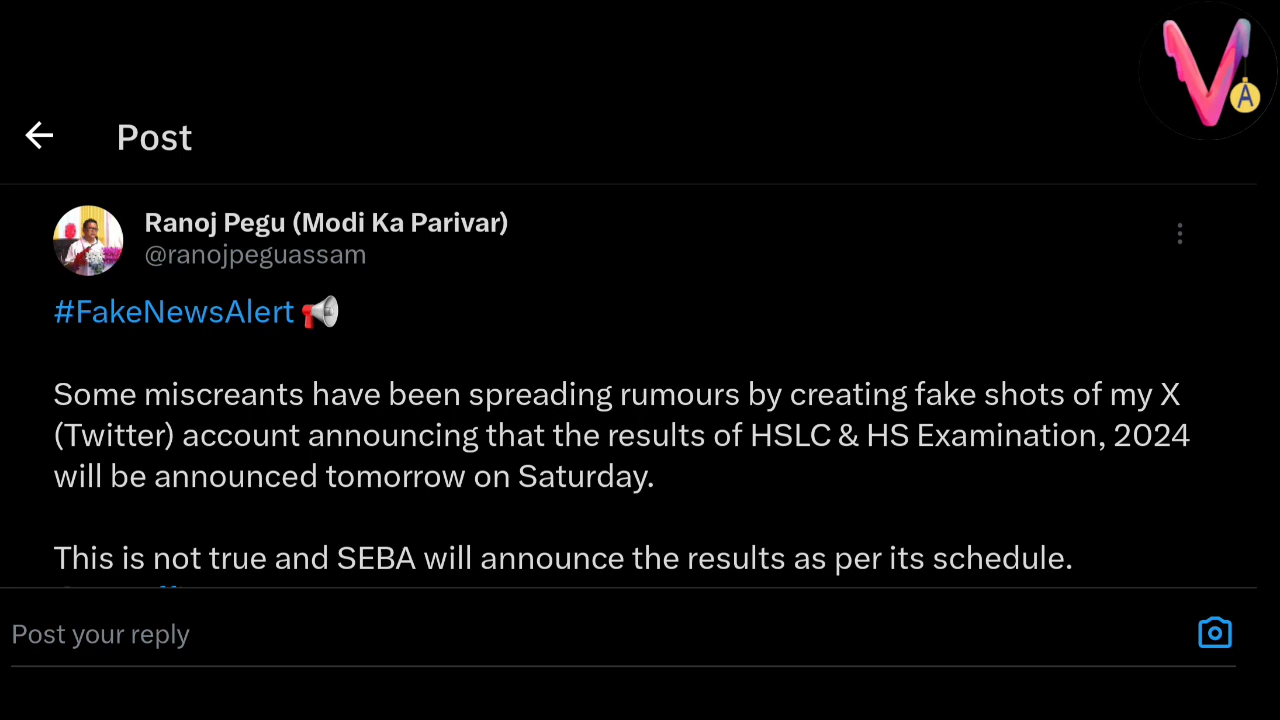 V
A
Post
Ranoj Pegu (Modi Ka Parivar)
@ranojpeguassam
#FakeNewsAlert
Some miscreants have been spreading rumours by creating fake shots of my X
(Twitter) account announcing that the results of HSLC & HS Examination, 2024
will be announced tomorrow on Saturday.
This is not true and SEBA will announce the results as per its schedule.
Post your reply